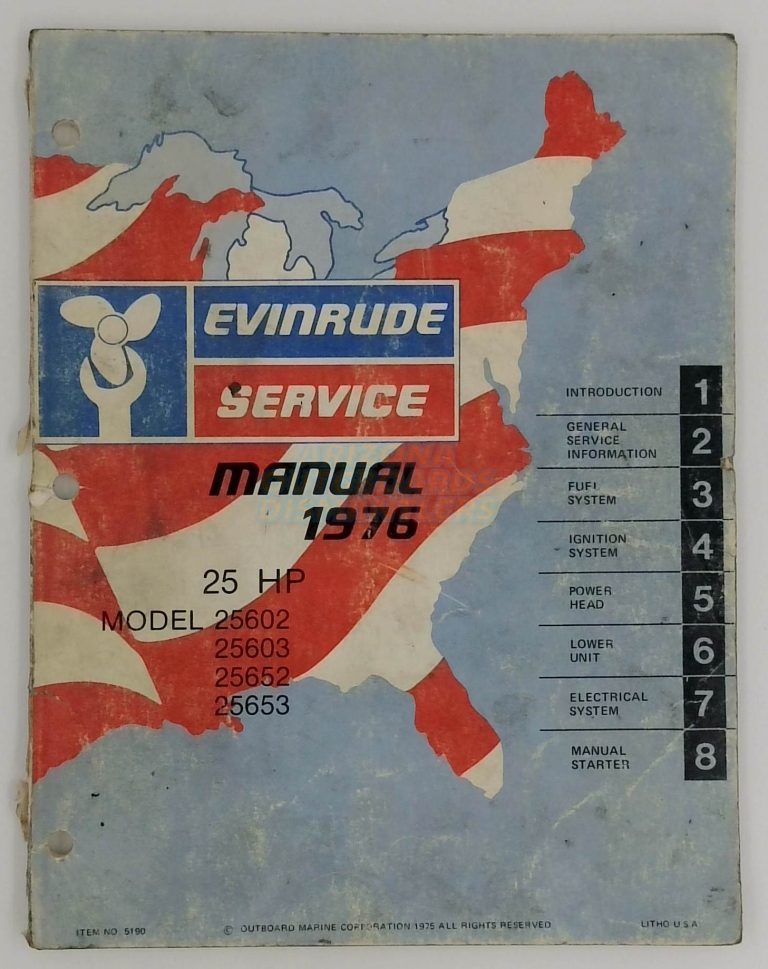 EVINRUDE
SERVICE
MANUAL
1976
25 HP
MODEL 25602
25603
25652
25653
INTRODUCTION 1
GENERAL
SERVICE
INFORMATION 2
FUEL
SYSTEM 3
IGNITION
SYSTEM 4
POWER
HEAD 5
LOWER
UNIT 6
ELECTRICAL
SYSTEM 7
MANUAL
STARTER 8
ITEM NO. 5190
© OUTBOARD MARINE CORPORATION 1975 ALL RIGHTS RESERVED
LITHO U.S.A.
ARIZONA